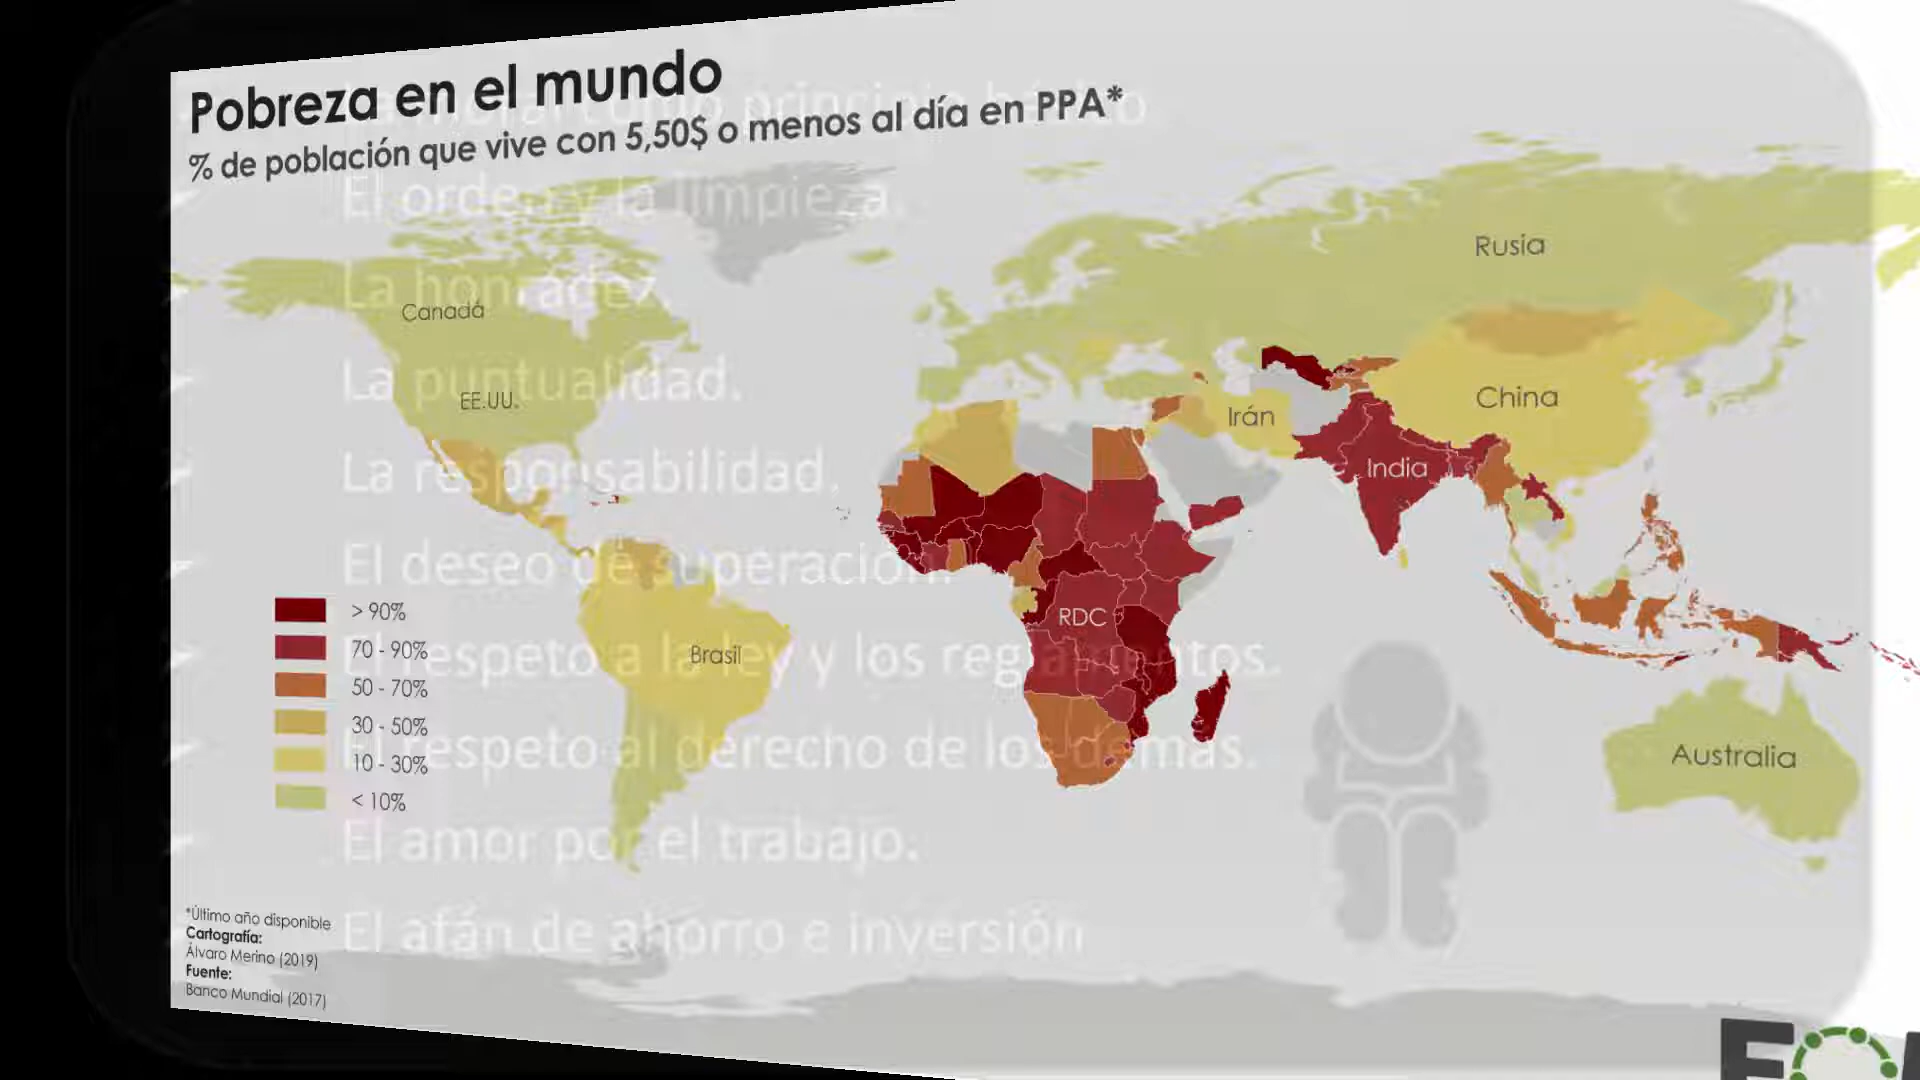 Pobreza en el mundo
% de población que vive con 5,50$ o menos al día en PPA*
como principio básico
El orden y la limpieza.
La honradez
La puntualidad.
La responsabilidad.
El deseo de superación.
El respeto a la ley y los reglamentos.
El respeto al derecho de los demás.
El amor por el trabajo.
El afán de ahorro e inversión
Canadá
EE.UU.
Brasil
Rusia
China
Irán
India
RDC
Australia
> 90%
70 - 90%
50 - 70%
30 - 50%
10 - 30%
< 10%
*Último año disponible
Cartografía:
Álvaro Merino (2019)
Fuente:
Banco Mundial (2017)